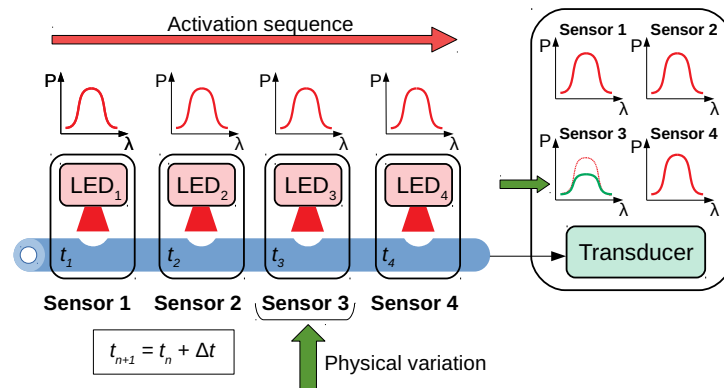 Activation sequence
P
λ
P
λ
P
λ
P
λ
LED1
LED2
LED3
LED4
t1
t2
t3
t4
Sensor 1
Sensor 2
Sensor 3
Sensor 4
tn+1 = tn + Δt
Physical variation
Sensor 1
Sensor 2
P
λ
P
λ
Sensor 3
Sensor 4
P
λ
P
λ
Transducer